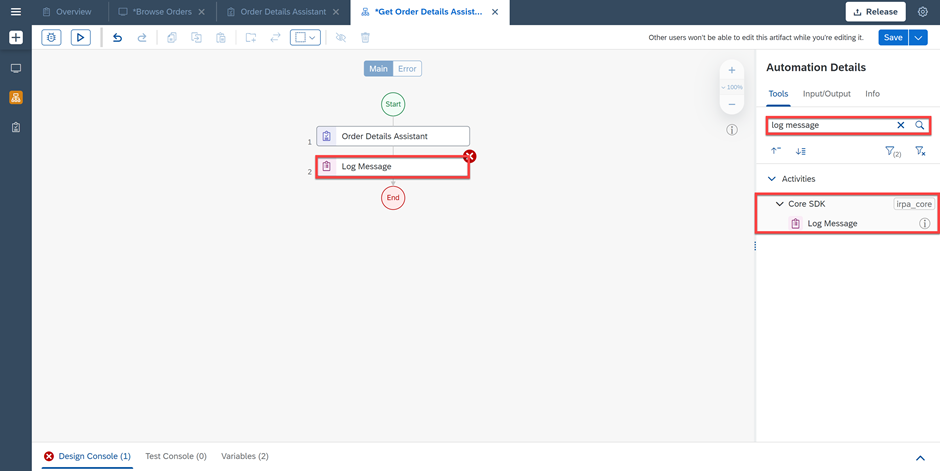 Overview
*Browse Orders
Order Details Assistant
*Get Order Details Assist...
Release
Other users won't be able to edit this artifact while you're editing it.
Save
Main
Error
100%
Start
1
Order Details Assistant
2
Log Message
End
Automation Details
Tools
Input/Output
Info
log message
(2)
Activities
Core SDK
irpa_core
Log Message
Design Console (1)
Test Console (0)
Variables (2)